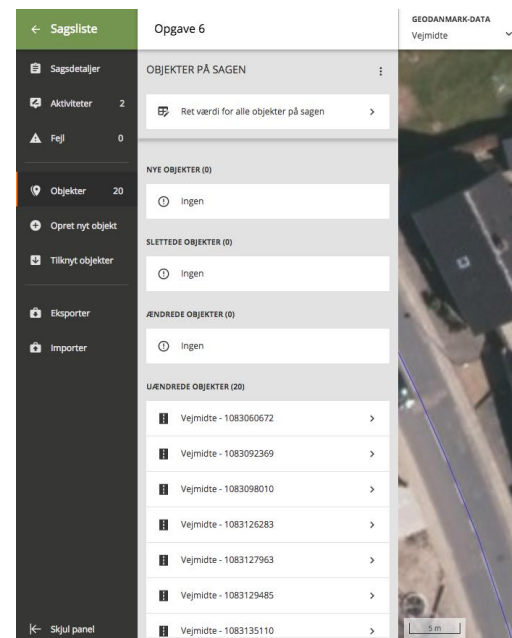 Sagsliste
Sagsdetaljer
Aktiviteter 2
Fejl 0
Objekter 20
Opret nyt objekt
Tilknyt objekter
Eksporter
Importer
Skjul panel
Opgave 6
OBJEKTER PÅ SAGEN
Ret værdi for alle objekter på sagen
NYE OBJEKTER (0)
Ingen
SLETTEDE OBJEKTER (0)
Ingen
ÆNDREDE OBJEKTER (0)
Ingen
UÆNDREDE OBJEKTER (20)
Vejmidte - 1083060672
Vejmidte - 1083092369
Vejmidte - 1083098010
Vejmidte - 1083126283
Vejmidte - 1083127963
Vejmidte - 1083129485
Vejmidte - 1083135110
GEODANMARK-DATA
Vejmidte
5 m